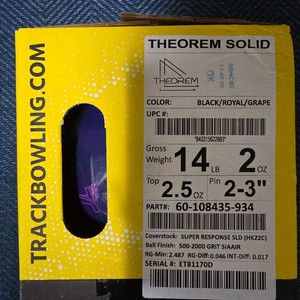 TRACKBOWLING.COM
THEOREM SOLID
THEOREM
OK
COLOR: BLACK/ROYAL/GRAPE
UPC #:
Gross Weight 14 LB 2 OZ
Top 2.5 OZ Pin 2-3"
PART#: 60-108435-934
Coverstock: SUPER RESPONSE SLD (HK22C)
Ball Finish: 500-2000 GRIT SIAAIR
RG-Min: 2.487 RG-Diff: 0.046 INT-Diff: 0.017
SERIAL #: ET81170D